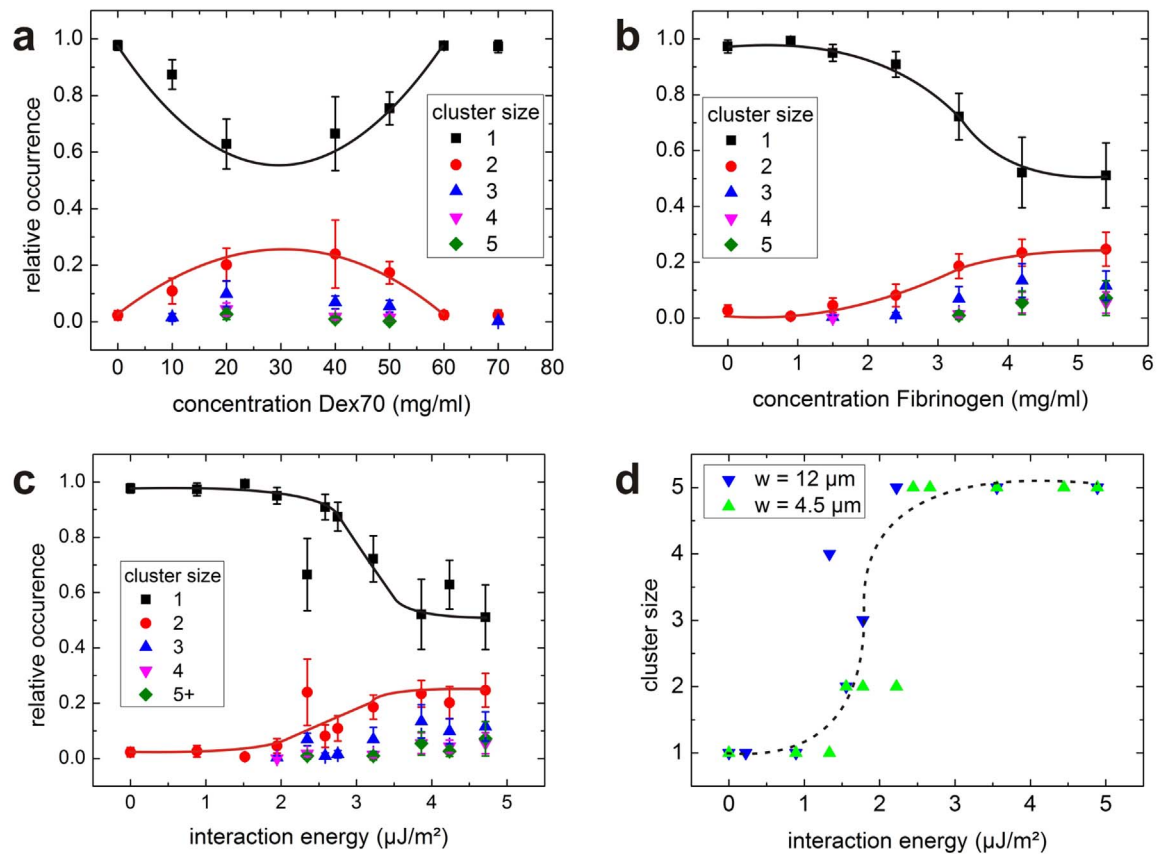 a
1.0
0.8
0.6
0.4
0.2
0.0
relative occurrence
cluster size
1
2
3
4
5
0 10 20 30 40 50 60 70 80
concentration Dex70 (mg/ml)
b
1.0
0.8
0.6
0.4
0.2
0.0
cluster size
1
2
3
4
5
0 1 2 3 4 5 6
concentration Fibrinogen (mg/ml)
c
1.0
0.8
0.6
0.4
0.2
0.0
relative occurence
cluster size
1
2
3
4
5+
0 1 2 3 4 5
interaction energy (µJ/m²)
d
w = 12 µm
w = 4.5 µm
5
4
3
2
1
cluster size
0 1 2 3 4 5
interaction energy (µJ/m²)